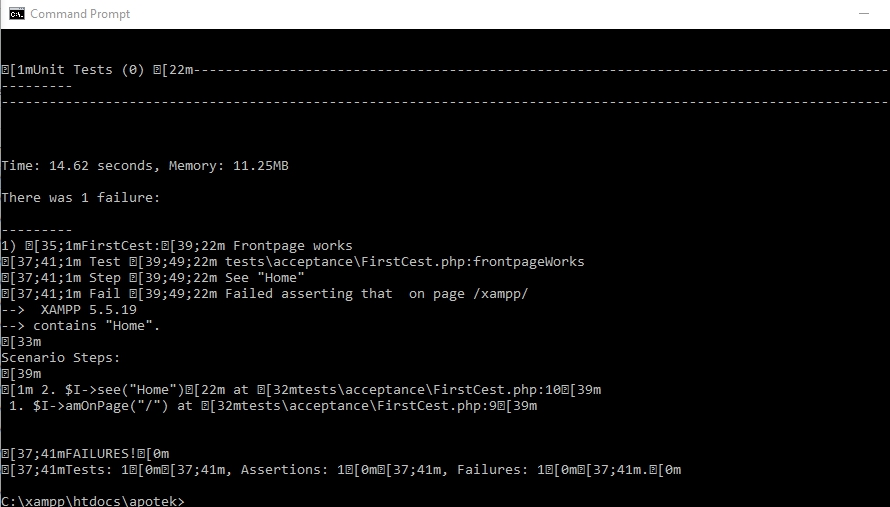 Command Prompt
[1mUnit Tests (0) [22m---------------------------------------------------------------------------------------
---------
---------------------------------------------------------------------------------------------------------------
Time: 14.62 seconds, Memory: 11.25MB
There was 1 failure:
---------
1) [35;1mFirstCest:[39;22m Frontpage works
[37;41;1m Test [39;49;22m tests\acceptance\FirstCest.php:frontpageWorks
[37;41;1m Step [39;49;22m See "Home"
[37;41;1m Fail [39;49;22m Failed asserting that  on page /xampp/
-->  XAMPP 5.5.19
--> contains "Home".
[33m
Scenario Steps:
[39m
[1m 2. $I->see("Home")[22m at [32mtests\acceptance\FirstCest.php:10[39m
1. $I->amOnPage("/") at [32mtests\acceptance\FirstCest.php:9[39m
[37;41mFAILURES![0m
[37;41mTests: 1[0m[37;41m, Assertions: 1[0m[37;41m, Failures: 1[0m[37;41m.[0m
C:\xampp\htdocs\apotek>